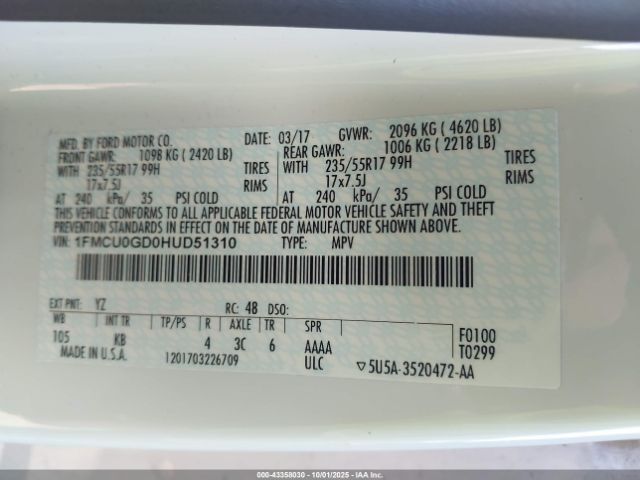 MFD. BY FORD MOTOR CO. DATE: 03/17 GVWR: 2096 KG ( 4620 LB)
FRONT GAWR: 1098 KG ( 2420 LB) REAR GAWR: 1006 KG ( 2218 LB)
WITH 235/55R17 99H TIRES WITH 235/55R17 99H TIRES
17x7.5J RIMS 17x7.5J RIMS
AT 240 kPa/ 35 PSI COLD AT 240 kPa/ 35 PSI COLD
THIS VEHICLE CONFORMS TO ALL APPLICABLE FEDERAL MOTOR VEHICLE SAFETY AND THEFT
PREVENTION STANDARDS IN EFFECT ON THE DATE OF MANUFACTURE SHOWN ABOVE.
VIN: 1FMCU0GD0HUD51310 TYPE: MPV
EXT PNT: YZ RC: 48 DSO:
WB INT TR TP/PS R AXLE TR SPR F0100
105 KB 4 3C 6 AAAA T0299
MADE IN U.S.A. 1201703226709 ULC ▽5U5A-3520472-AA
000-43358030 - 10/01/2025 - IAAI, Inc.